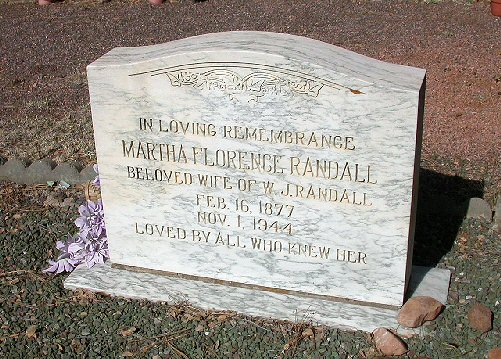 IN LOVING REMEMBRANCE
MARTHA FLORENCE RANDALL
BELOVED WIFE OF W. J. RANDALL
FEB. 16, 1877
NOV. 1, 1944
LOVED BY ALL WHO KNEW HER